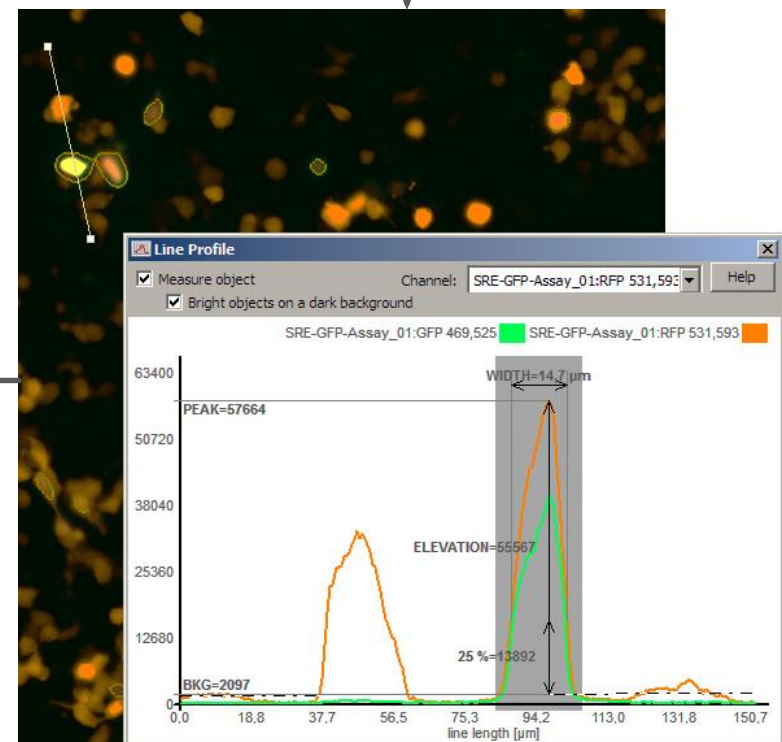 Line Profile
Measure object
Channel: SRE-GFP-Assay_01:RFP 531,593 Help
Bright objects on a dark background
SRE-GFP-Assay_01:GFP 469,525 SRE-GFP-Assay_01:RFP 531,593
63400
WIDTH=14,7 µm
PEAK=57664
50720
38040
ELEVATION=55567
25360
12680
25 %=13892
BKG=2097
0
0,0 18,8 37,7 56,5 75,3 94,2 113,0 131,8 150,7
line length [µm]